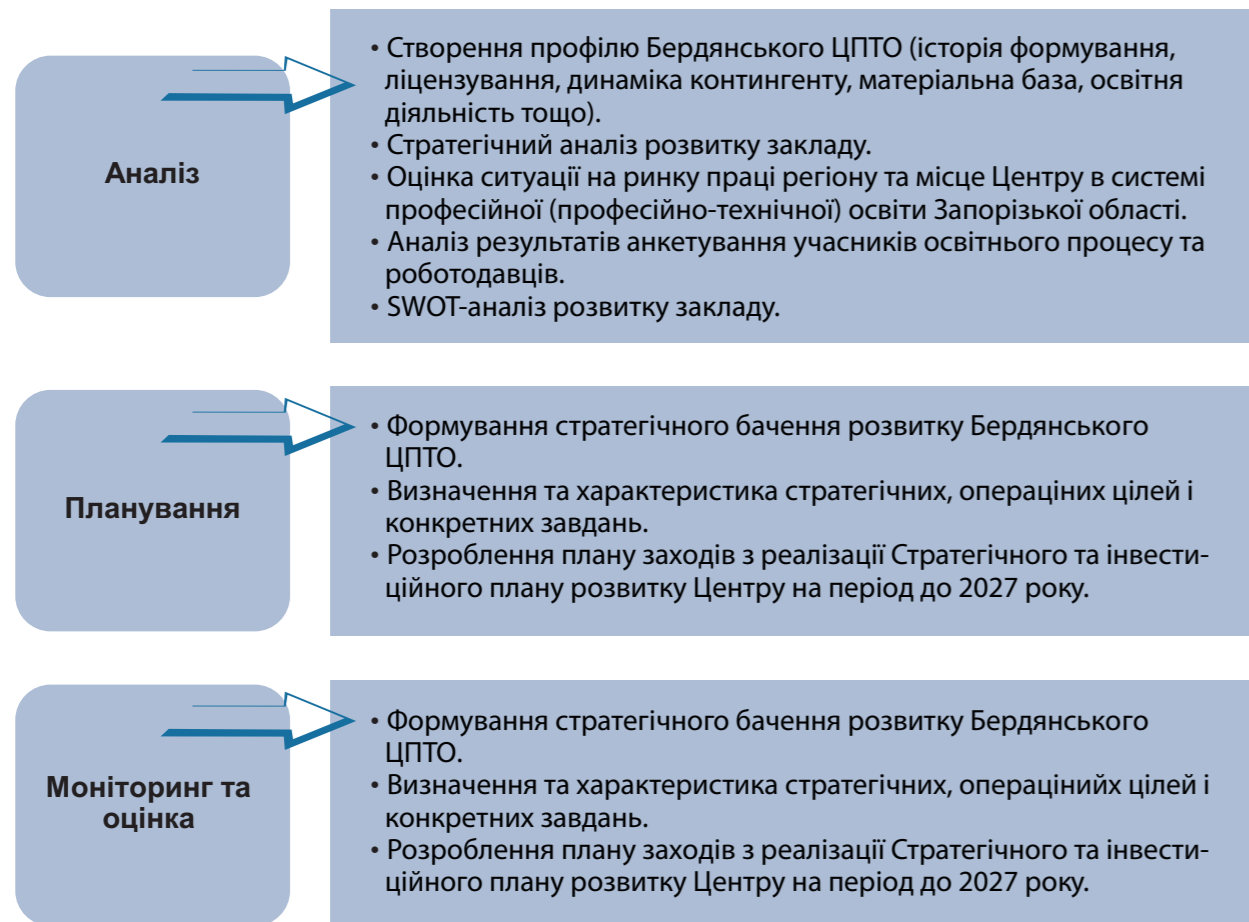 Аналіз
• Створення профілю Бердянського ЦПТО (історія формування,
ліцензування, динаміка контингенту, матеріальна база, освітня
діяльність тощо).
• Стратегічний аналіз розвитку закладу.
• Оцінка ситуації на ринку праці регіону та місце Центру в системі
професійної (професійно-технічної) освіти Запорізької області.
• Аналіз результатів анкетування учасників освітнього процесу та
роботодавців.
• SWOT-аналіз розвитку закладу.
Планування
• Формування стратегічного бачення розвитку Бердянського
ЦПТО.
• Визначення та характеристика стратегічних, операціних цілей і
конкретних завдань.
• Розроблення плану заходів з реалізації Стратегічного та інвести-
ційного плану розвитку Центру на період до 2027 року.
Моніторинг та
оцінка
• Формування стратегічного бачення розвитку Бердянського
ЦПТО.
• Визначення та характеристика стратегічних, операцінийх цілей і
конкретних завдань.
• Розроблення плану заходів з реалізації Стратегічного та інвести-
ційного плану розвитку Центру на період до 2027 року.